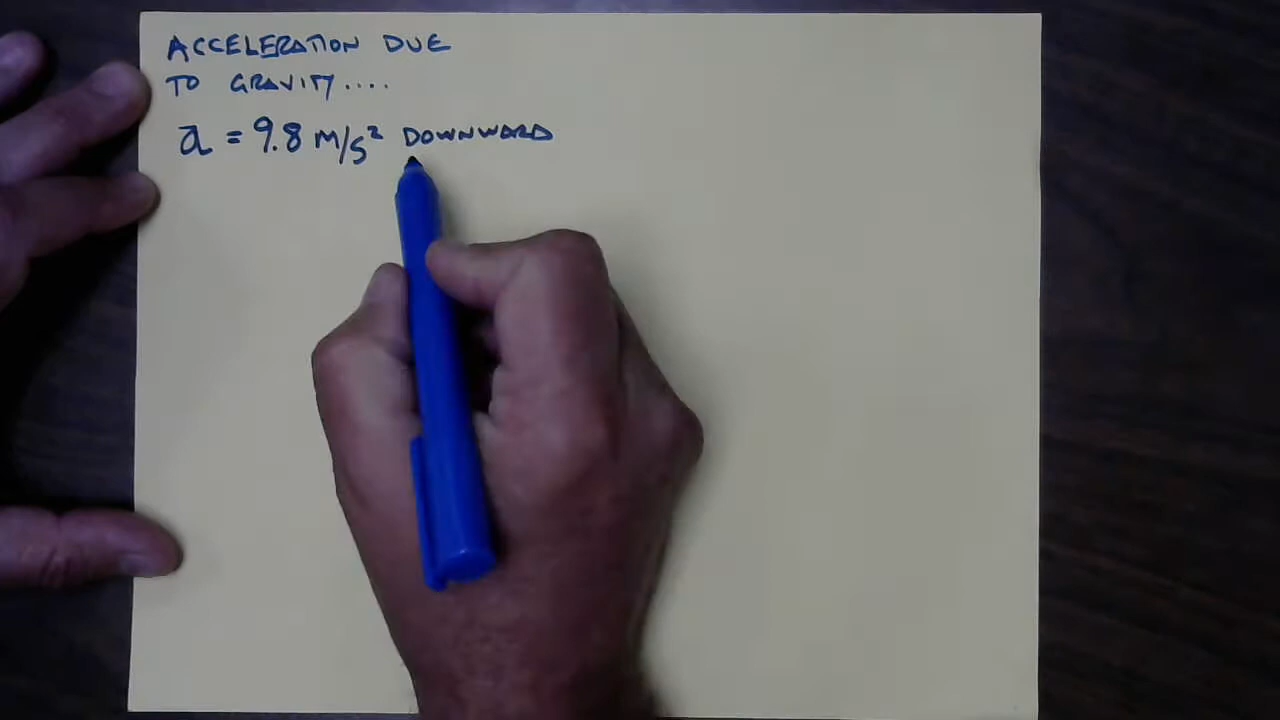 ACCELERATION DUE
TO GRAVITY....
a = 9.8 m/s² DOWNWARD